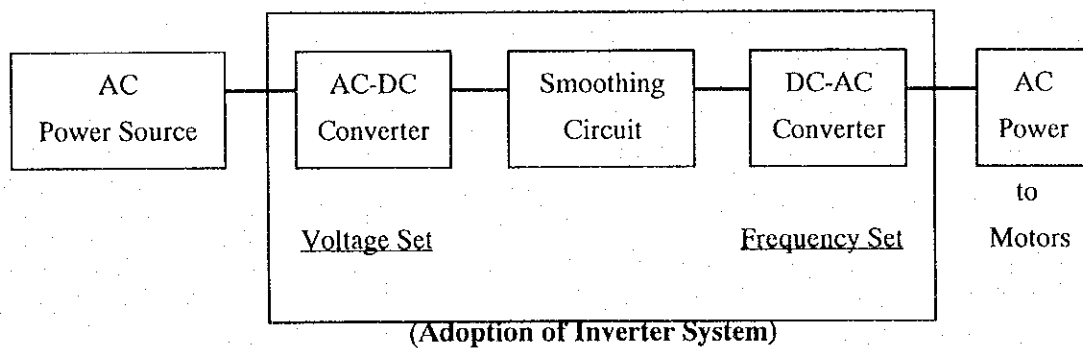 AC
Power Source
AC-DC
Converter
Smoothing
Circuit
DC-AC
Converter
AC
Power
to
Motors
Voltage Set
Frequency Set
(Adoption of Inverter System)